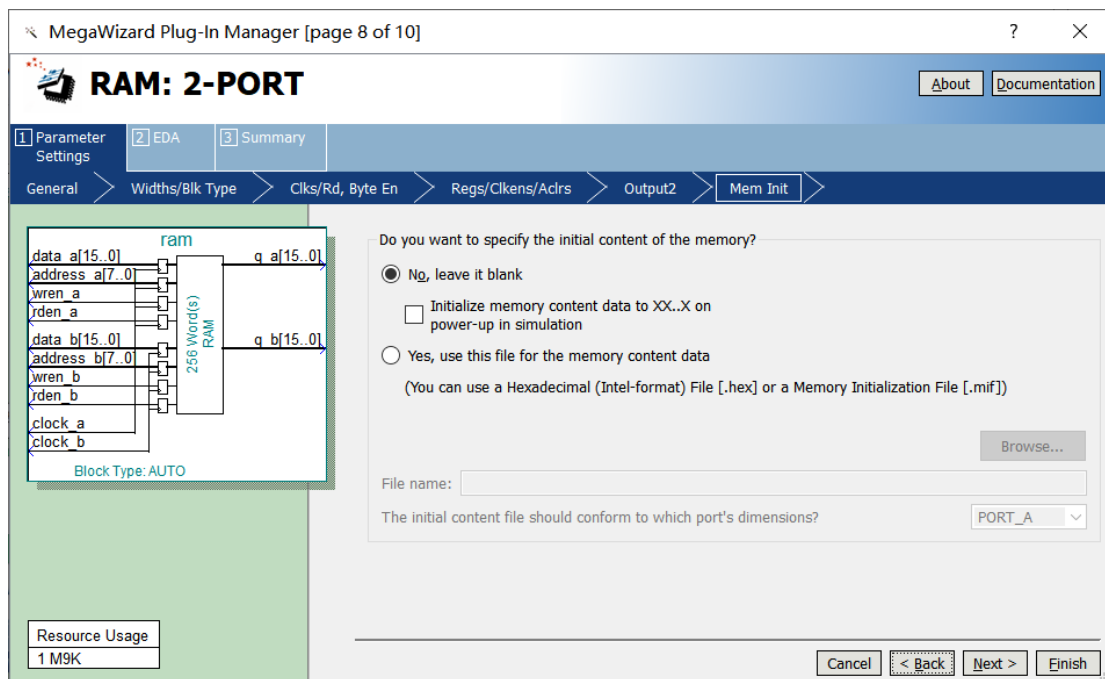 MegaWizard Plug-In Manager [page 8 of 10]
?
RAM: 2-PORT
About
Documentation
1 Parameter Settings
2 EDA
3 Summary
General
Widths/Blk Type
Clks/Rd, Byte En
Regs/Clkens/Aclrs
Output2
Mem Init
ram
data_a[15..0]
q_a[15..0]
address_a[7..0]
wren_a
rden_a
data_b[15..0]
q_b[15..0]
address_b[7..0]
wren_b
rden_b
clock_a
clock_b
256 Word(s)
RAM
Block Type: AUTO
Resource Usage
1 M9K
Do you want to specify the initial content of the memory?
No, leave it blank
Initialize memory content data to XX..X on
power-up in simulation
Yes, use this file for the memory content data
(You can use a Hexadecimal (Intel-format) File [.hex] or a Memory Initialization File [.mif])
Browse...
File name:
The initial content file should conform to which port's dimensions?
PORT_A
Cancel
< Back
Next >
Finish